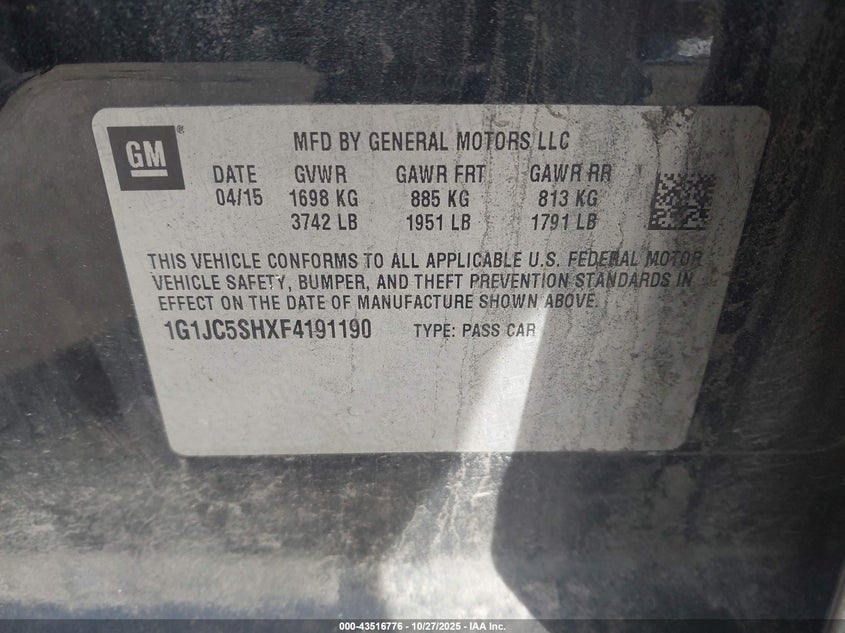 GM®
MFD BY GENERAL MOTORS LLC
DATE GVWR GAWR FRT GAWR RR
04/15 1698 KG 885 KG 813 KG
3742 LB 1951 LB 1791 LB
THIS VEHICLE CONFORMS TO ALL APPLICABLE U.S. FEDERAL MOTOR
VEHICLE SAFETY, BUMPER, AND THEFT PREVENTION STANDARDS IN
EFFECT ON THE DATE OF MANUFACTURE SHOWN ABOVE.
1G1JC5SHXF4191190 TYPE: PASS CAR
000-43516776 - 10/27/2025 - IAA Inc.